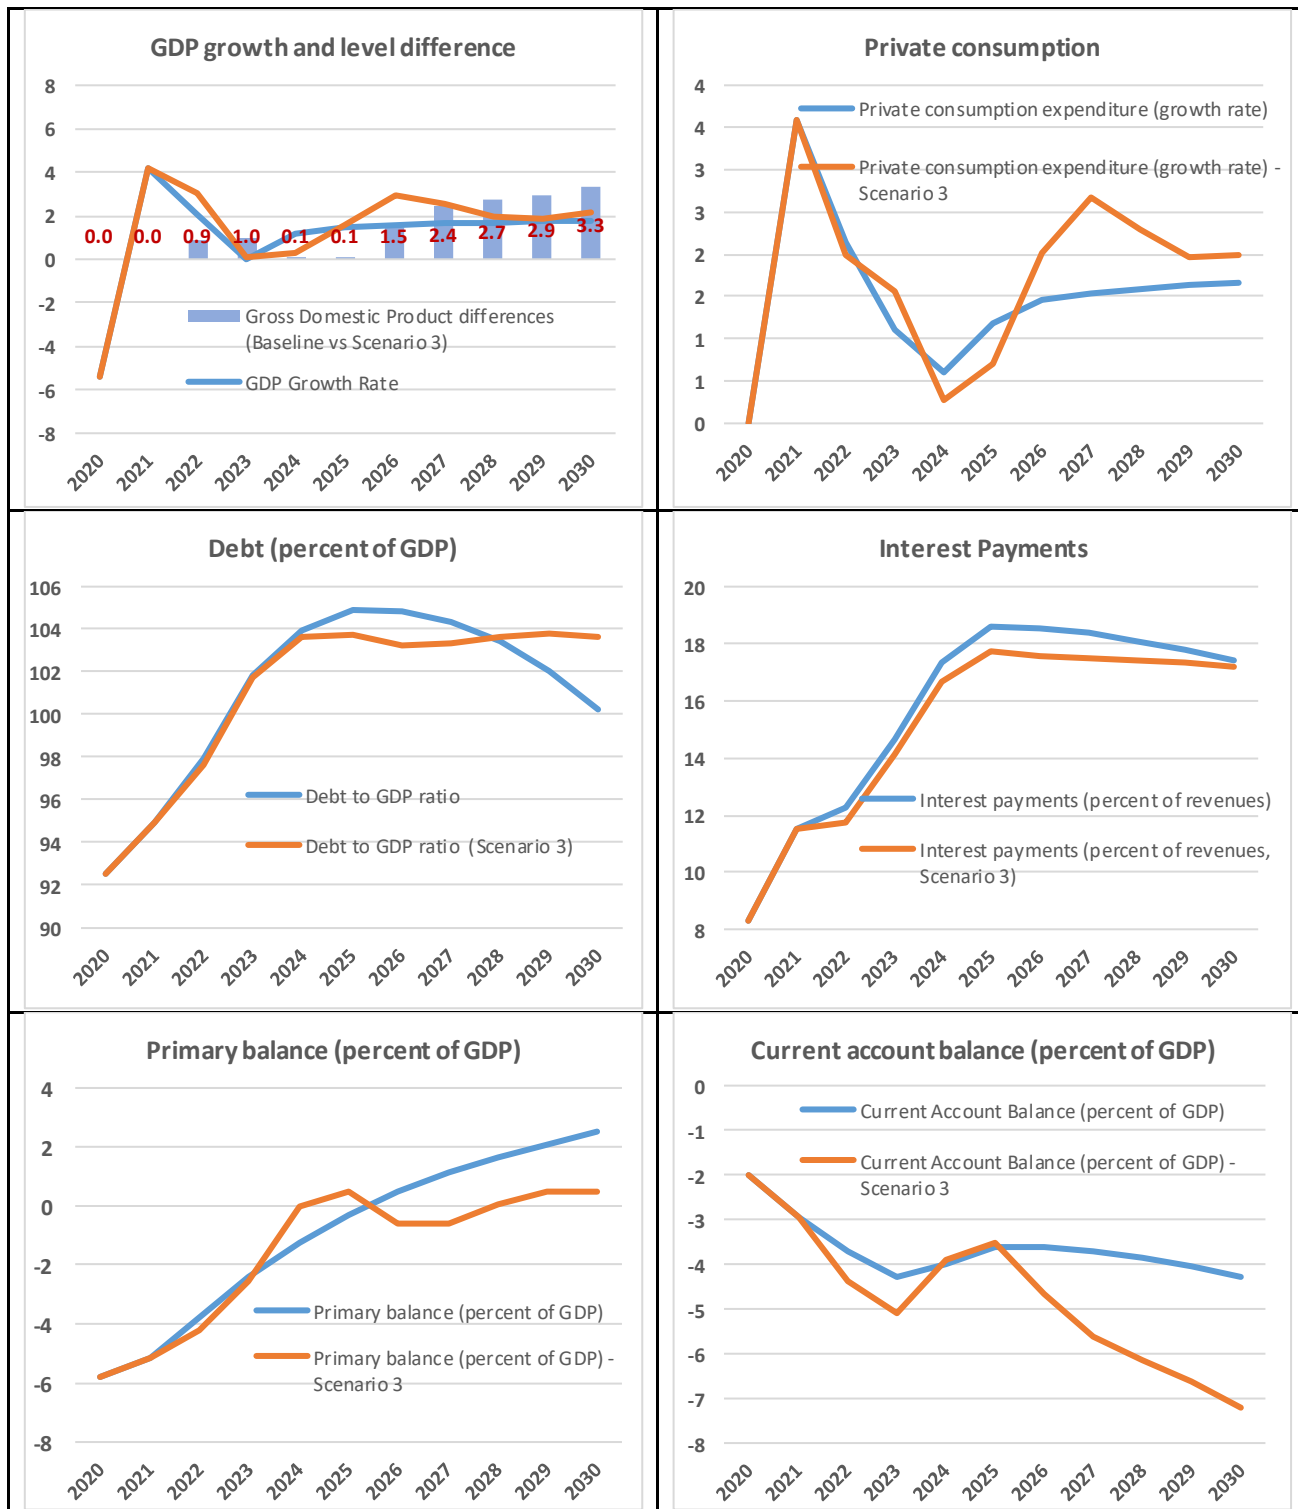 GDP growth and level difference
8
6
4
2
0
-2
-4
-6
-8
0.0 0.0 0.9 1.0 0.1 0.1 1.5 2.4 2.7 2.9 3.3
Gross Domestic Product differences
(Baseline vs Scenario 3)
GDP Growth Rate
2020 2021 2022 2023 2024 2025 2026 2027 2028 2029 2030
Private consumption
4
4
3
3
2
2
1
1
0
Private consumption expenditure (growth rate)
Private consumption expenditure (growth rate) -
Scenario 3
2020 2021 2022 2023 2024 2025 2026 2027 2028 2029 2030
Debt (percent of GDP)
106
104
102
100
98
96
94
92
90
Debt to GDP ratio
Debt to GDP ratio (Scenario 3)
2020 2021 2022 2023 2024 2025 2026 2027 2028 2029 2030
Interest Payments
20
18
16
14
12
10
8
Interest payments (percent of revenues)
Interest payments (percent of revenues,
Scenario 3)
2020 2021 2022 2023 2024 2025 2026 2027 2028 2029 2030
Primary balance (percent of GDP)
4
2
0
-2
-4
-6
-8
Primary balance (percent of GDP)
Primary balance (percent of GDP) -
Scenario 3
2020 2021 2022 2023 2024 2025 2026 2027 2028 2029 2030
Current account balance (percent of GDP)
0
-1
-2
-3
-4
-5
-6
-7
-8
Current Account Balance (percent of GDP)
Current Account Balance (percent of GDP) -
Scenario 3
2020 2021 2022 2023 2024 2025 2026 2027 2028 2029 2030